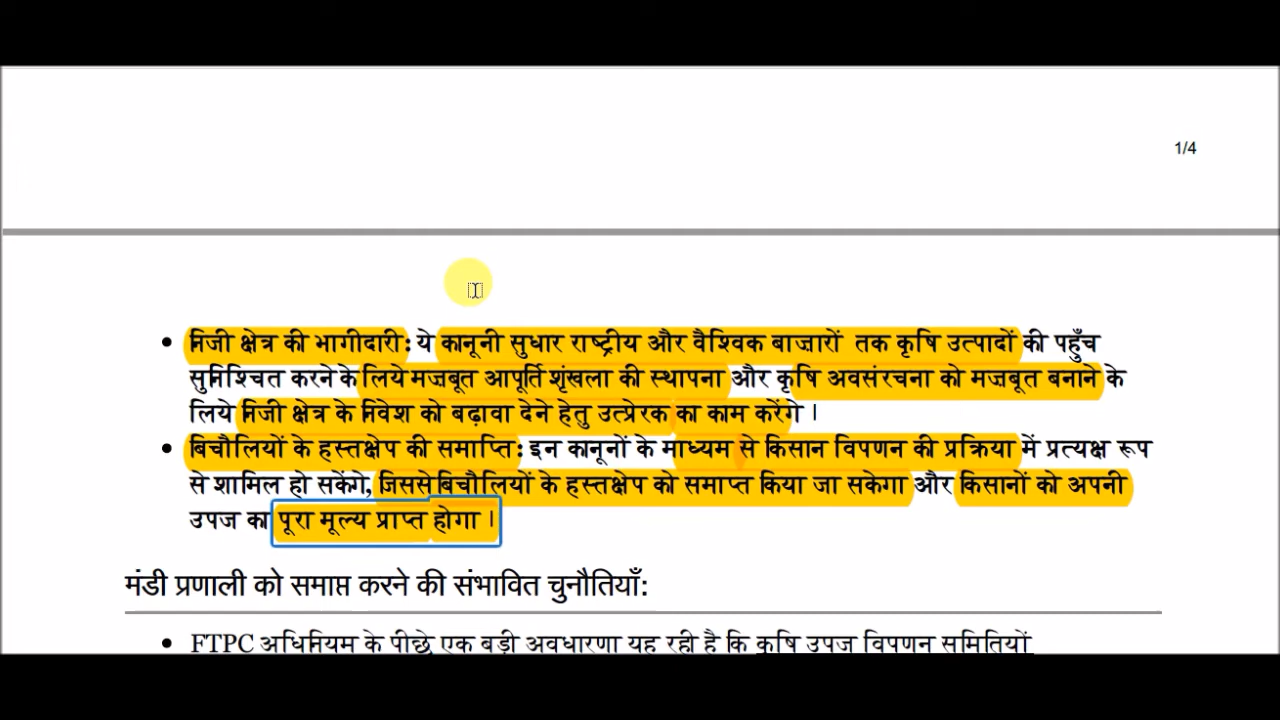 1/4
• निजी क्षेत्र की भागीदारी: ये कानूनी सुधार राष्ट्रीय और वैश्विक बाज़ारों तक कृषि उत्पादों की पहुँच
सुनिश्चित करने के लिये मज़बूत आपूर्ति शृंखला की स्थापना और कृषि अवसंरचना को मज़बूत बनाने के
लिये निजी क्षेत्र के निवेश को बढ़ावा देने हेतु उत्प्रेरक का काम करेंगे।
• बिचौलियों के हस्तक्षेप की समाप्ति: इन कानूनों के माध्यम से किसान विपणन की प्रक्रिया में प्रत्यक्ष रूप
से शामिल हो सकेंगे, जिससे बिचौलियों के हस्तक्षेप को समाप्त किया जा सकेगा और किसानों को अपनी
उपज का पूरा मूल्य प्राप्त होगा।
मंडी प्रणाली को समाप्त करने की संभावित चुनौतियाँ:
• FTPC अधिनियम के पीछे एक बड़ी अवधारणा यह रही है कि कृषि उपज विपणन समितियों